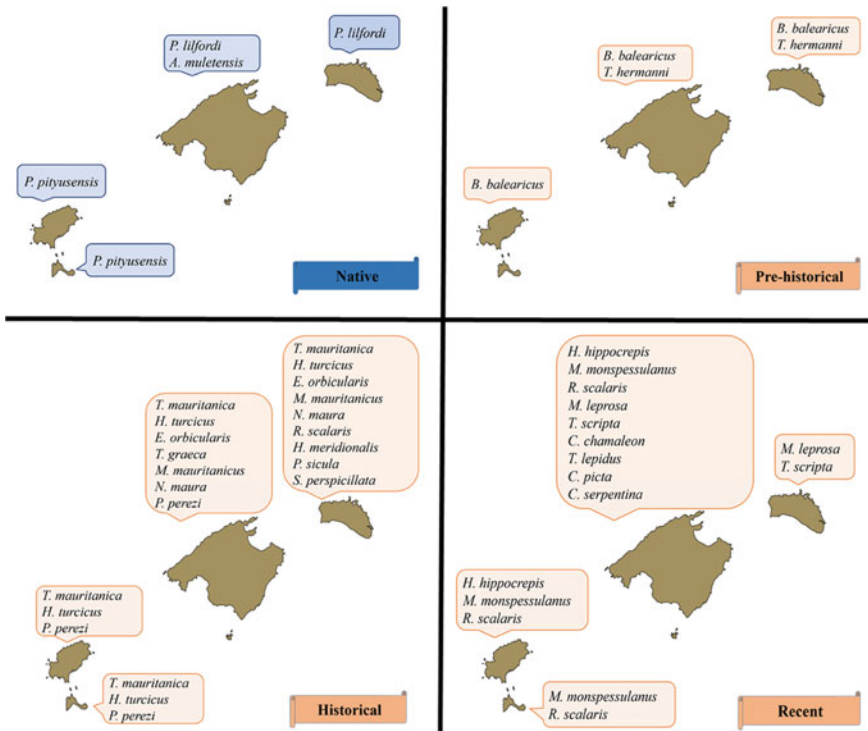 P. lilfordi
A. muletensis
P. lilfordi
P. pityusensis
P. pityusensis
Native
B. balearicus
T. hermanni
B. balearicus
T. hermanni
B. balearicus
Pre-historical
T. mauritanica
H. turcicus
E. orbicularis
T. graeca
M. mauritanicus
N. maura
P. perezi
T. mauritanica
H. turcicus
E. orbicularis
M. mauritanicus
N. maura
R. scalaris
H. meridionalis
P. sicula
S. perspicillata
T. mauritanica
H. turcicus
P. perezi
T. mauritanica
H. turcicus
P. perezi
Historical
H. hippocrepis
M. monspessulanus
R. scalaris
M. leprosa
T. scripta
C. chamaleon
T. lepidus
C. picta
C. serpentina
M. leprosa
T. scripta
H. hippocrepis
M. monspessulanus
R. scalaris
M. monspessulanus
R. scalaris
Recent